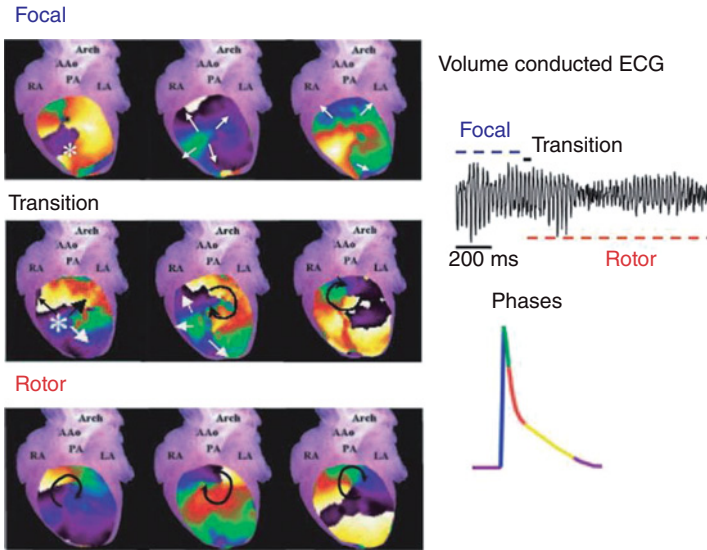 Focal
Arch
AAo
RA PA LA
Arch
AAo
RA PA LA
Arch
AAo
RA PA LA
Transition
Arch
AAo
RA PA LA
Arch
AAo
RA PA LA
Arch
AAo
RA PA LA
Rotor
Arch
AAo
RA PA LA
Arch
AAo
RA PA LA
Arch
AAo
RA PA LA
Volume conducted ECG
Focal
Transition
200 ms
Rotor
Phases